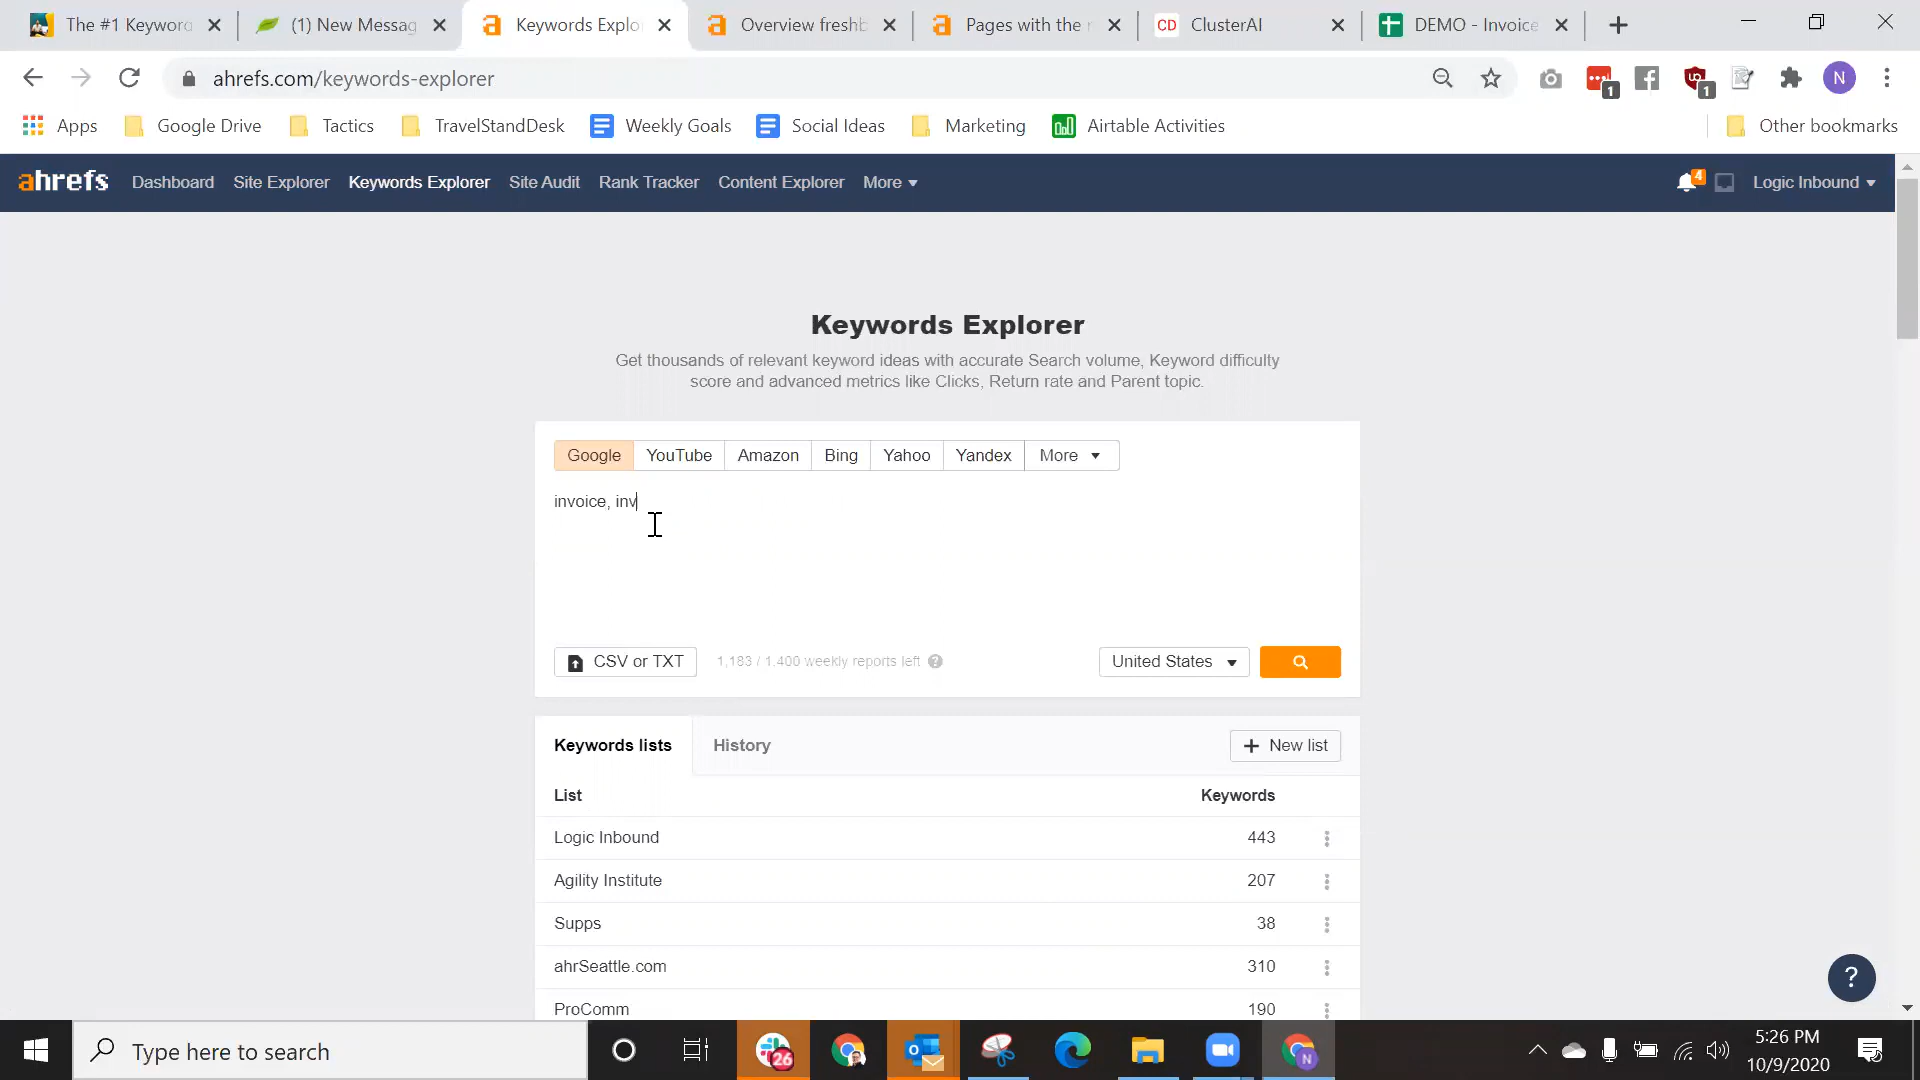 The #1 Keyword
(1) New Messag
Keywords Explo
Overview freshb
Pages with the r
CD ClusterAI
DEMO - Invoice
ahrefs.com/keywords-explorer
1
1
N
Apps
Google Drive
Tactics
TravelStandDesk
Weekly Goals
Social Ideas
Marketing
Airtable Activities
Other bookmarks
ahrefs
Dashboard
Site Explorer
Keywords Explorer
Site Audit
Rank Tracker
Content Explorer
More
4
Logic Inbound
Keywords Explorer
Get thousands of relevant keyword ideas with accurate Search volume, Keyword difficulty
score and advanced metrics like Clicks, Return rate and Parent topic.
Google
YouTube
Amazon
Bing
Yahoo
Yandex
More
invoice, inv
CSV or TXT
1,183 / 1,400 weekly reports left ?
United States
Keywords lists
History
+ New list
List
Keywords
Logic Inbound 443
Agility Institute 207
Supps 38
ahrSeattle.com 310
ProComm 190
?
Type here to search
26
N
5:26 PM
10/9/2020